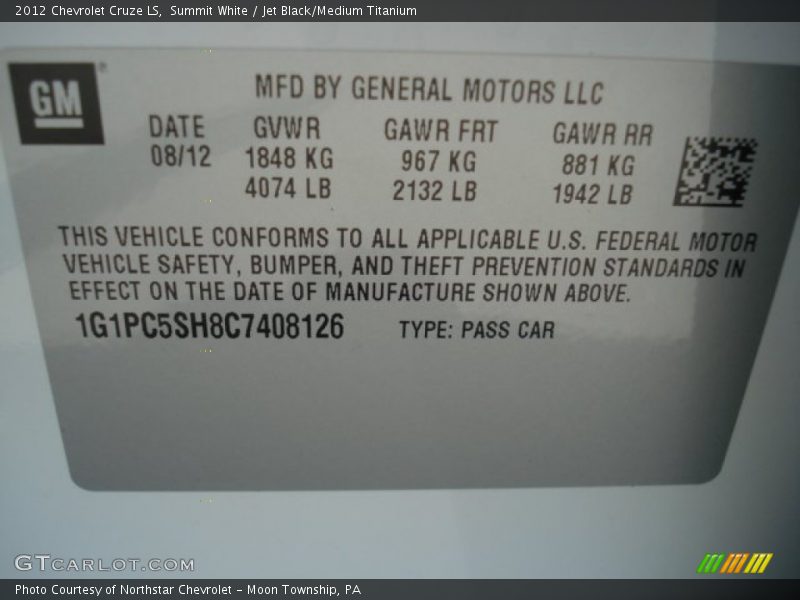 2012 Chevrolet Cruze LS,  Summit White / Jet Black/Medium Titanium
GM
MFD BY GENERAL MOTORS LLC
DATE GVWR GAWR FRT GAWR RR
08/12 1848 KG 967 KG 881 KG
4074 LB 2132 LB 1942 LB
THIS VEHICLE CONFORMS TO ALL APPLICABLE U.S. FEDERAL MOTOR
VEHICLE SAFETY, BUMPER, AND THEFT PREVENTION STANDARDS IN
EFFECT ON THE DATE OF MANUFACTURE SHOWN ABOVE.
1G1PC5SH8C7408126 TYPE: PASS CAR
GTCARLOT.COM
Photo Courtesy of Northstar Chevrolet - Moon Township, PA